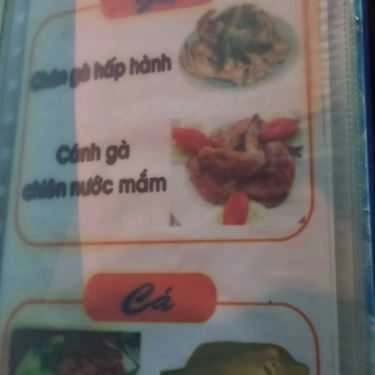 Chân gà hấp hành
Cánh gà
chiên nước mắm
Cá